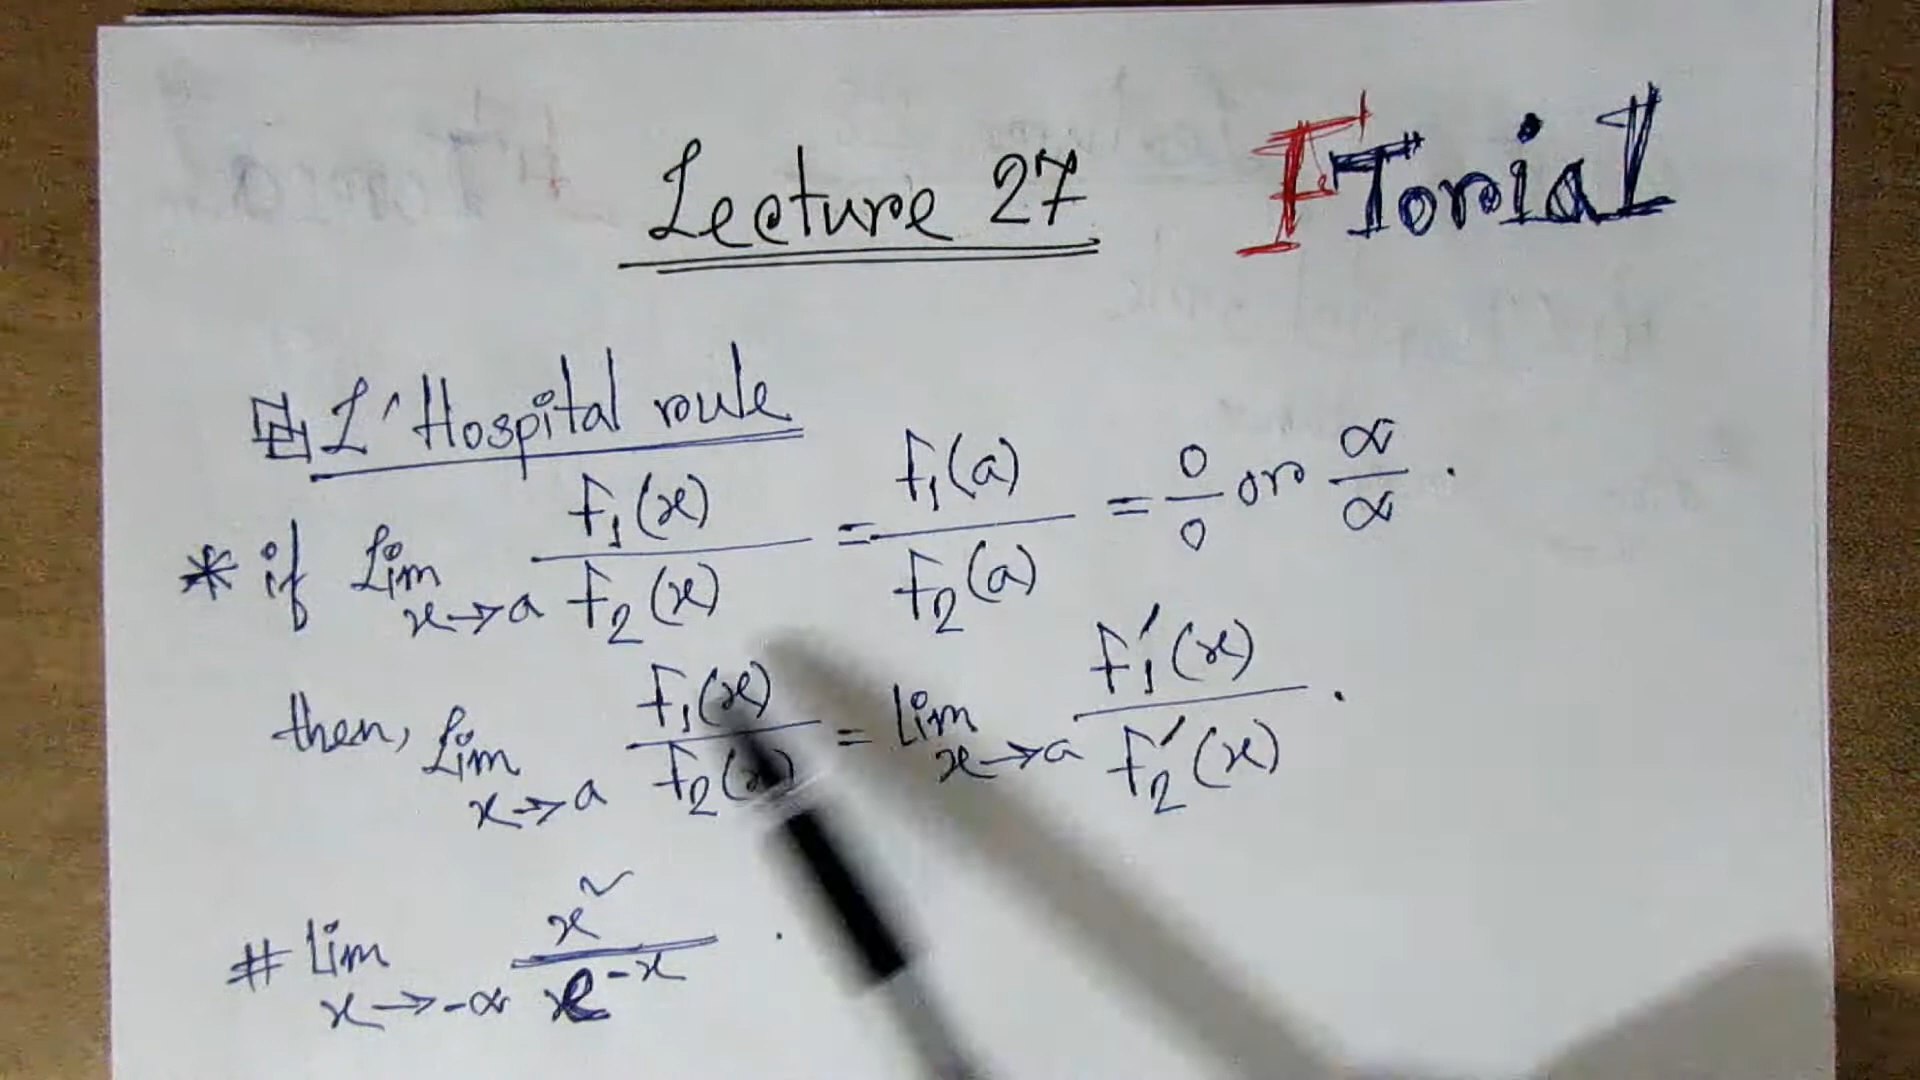 Lecture 27
ITorial
L'Hospital rule
* if Lim x→a f₁(x)/f₂(x) = f₁(a)/f₂(a) = 0/0 or ∝/∝ .
then, Lim x→a f₁(x)/f₂(x) = lim x→a f₁′(x)/f₂′(x) .
# lim x→-∝ x²/e^-x .